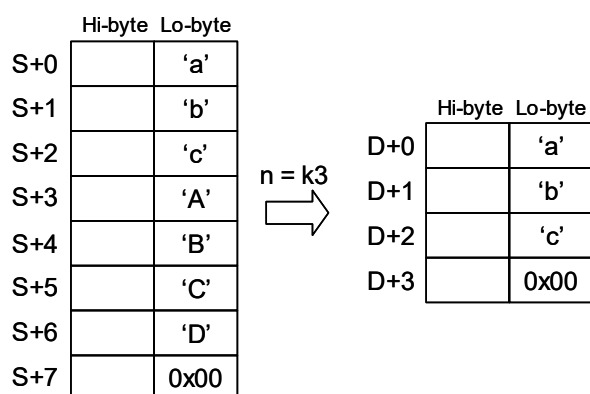 Hi-byte Lo-byte
S+0 ‘a’
S+1 ‘b’
S+2 ‘c’
S+3 ‘A’
S+4 ‘B’
S+5 ‘C’
S+6 ‘D’
S+7 0x00
n = k3
Hi-byte Lo-byte
D+0 ‘a’
D+1 ‘b’
D+2 ‘c’
D+3 0x00